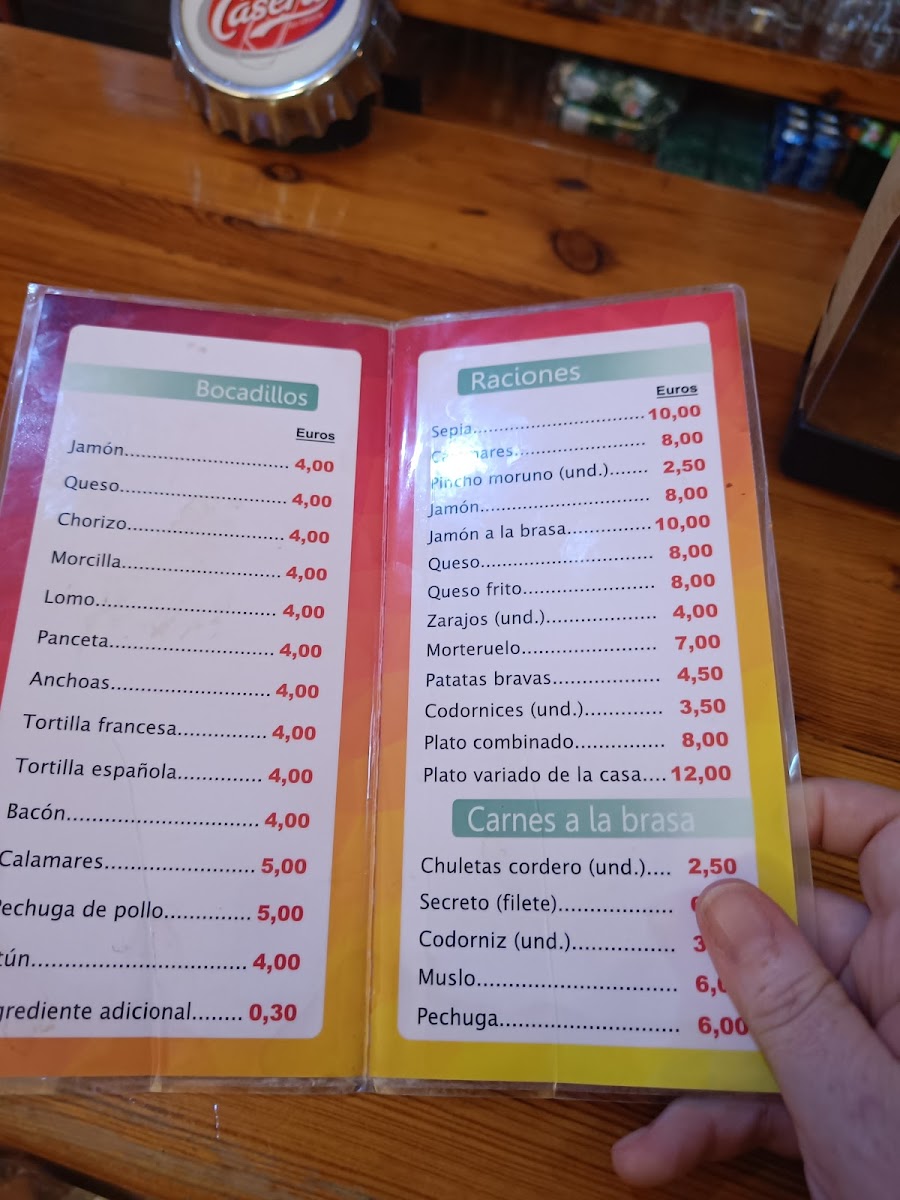 Bocadillos
Euros
Jamón 4,00
Queso 4,00
Chorizo 4,00
Morcilla 4,00
Lomo 4,00
Panceta 4,00
Anchoas 4,00
Tortilla francesa 4,00
Tortilla española 4,00
Bacón 4,00
Calamares 5,00
Pechuga de pollo 5,00
4,00
adicional 0,30
Raciones
Euros
Sepia 10,00
Calamares 8,00
Pincho moruno (und.) 2,50
Jamón 8,00
Jamón a la brasa 10,00
Queso 8,00
Queso frito 8,00
Zarajos (und.) 4,00
Morteruelo 7,00
Patatas bravas 4,50
Codornices (und.) 3,50
Plato combinado 8,00
Plato variado de la casa 12,00
Carnes a la brasa
Chuletas cordero (und.) 2,50
Secreto (filete)
Codorniz (und.)
Muslo
Pechuga 6,00